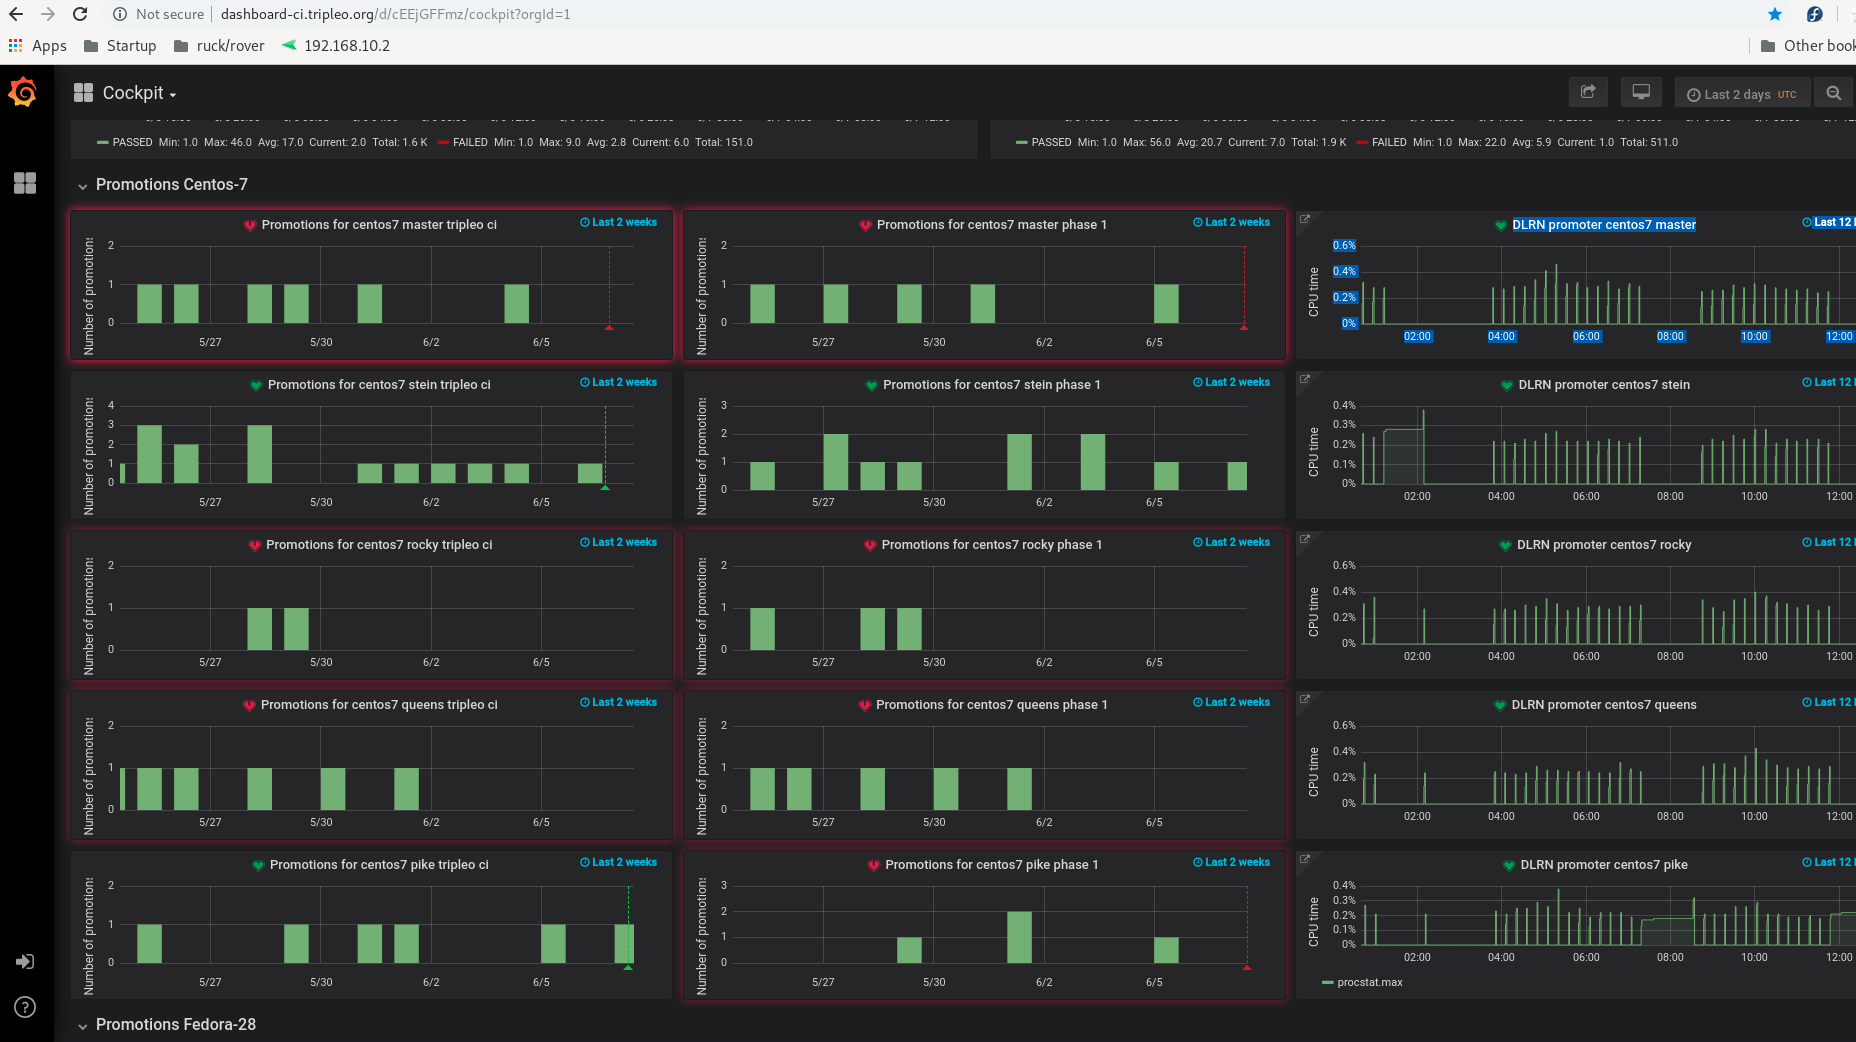 Not secure | dashboard-ci.tripleo.org/d/cEEjGFFmz/cockpit?orgId=1
Apps Startup ruck/rover 192.168.10.2 Other book
Cockpit Last 2 days UTC
PASSED Min: 1.0 Max: 46.0 Avg: 17.0 Current: 2.0 Total: 1.6 K FAILED Min: 1.0 Max: 9.0 Avg: 2.8 Current: 6.0 Total: 151.0
PASSED Min: 1.0 Max: 56.0 Avg: 20.7 Current: 7.0 Total: 1.9 K FAILED Min: 1.0 Max: 22.0 Avg: 5.9 Current: 1.0 Total: 511.0
Promotions Centos-7
Promotions for centos7 master tripleo ci Last 2 weeks
Number of promotions
2
1
0
5/27 5/30 6/2 6/5
Promotions for centos7 master phase 1 Last 2 weeks
Number of promotions
2
1
0
5/27 5/30 6/2 6/5
DLRN promoter centos7 master Last 12
CPU time
0.6%
0.4%
0.2%
0%
02:00 04:00 06:00 08:00 10:00 12:00
Promotions for centos7 stein tripleo ci Last 2 weeks
Number of promotions
4
3
2
1
0
5/27 5/30 6/2 6/5
Promotions for centos7 stein phase 1 Last 2 weeks
Number of promotions
3
2
1
0
5/27 5/30 6/2 6/5
DLRN promoter centos7 stein Last 12
CPU time
0.4%
0.3%
0.2%
0.1%
0%
02:00 04:00 06:00 08:00 10:00 12:00
Promotions for centos7 rocky tripleo ci Last 2 weeks
Number of promotions
2
1
0
5/27 5/30 6/2 6/5
Promotions for centos7 rocky phase 1 Last 2 weeks
Number of promotions
2
1
0
5/27 5/30 6/2 6/5
DLRN promoter centos7 rocky Last 12
CPU time
0.6%
0.4%
0.2%
0%
02:00 04:00 06:00 08:00 10:00 12:00
Promotions for centos7 queens tripleo ci Last 2 weeks
Number of promotions
2
1
0
5/27 5/30 6/2 6/5
Promotions for centos7 queens phase 1 Last 2 weeks
Number of promotions
2
1
0
5/27 5/30 6/2 6/5
DLRN promoter centos7 queens Last 12
CPU time
0.6%
0.4%
0.2%
0%
02:00 04:00 06:00 08:00 10:00 12:00
Promotions for centos7 pike tripleo ci Last 2 weeks
Number of promotions
2
1
0
5/27 5/30 6/2 6/5
Promotions for centos7 pike phase 1 Last 2 weeks
Number of promotions
3
2
1
0
5/27 5/30 6/2 6/5
DLRN promoter centos7 pike Last 12
CPU time
0.4%
0.3%
0.2%
0.1%
0%
02:00 04:00 06:00 08:00 10:00 12:00
procstat.max
Promotions Fedora-28